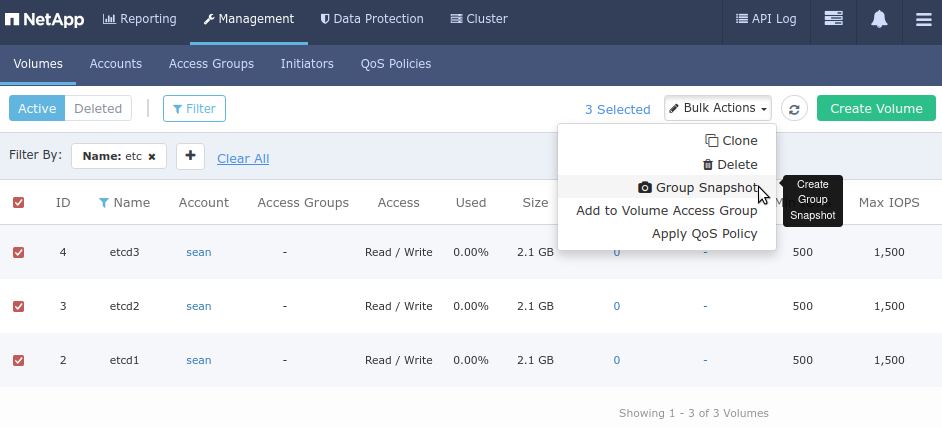 NetApp Reporting Management Data Protection Cluster API Log
Volumes Accounts Access Groups Initiators QoS Policies
Active Deleted Filter 3 Selected Bulk Actions Create Volume
Clone
Delete
Group Snapshot
Add to Volume Access Group
Apply QoS Policy
Create
Group
Snapshot
Filter By: Name: etc × + Clear All
ID Name Account Access Groups Access Used Size Max IOPS
4 etcd3 sean - Read / Write 0.00% 2.1 GB 0 - 500 1,500
3 etcd2 sean - Read / Write 0.00% 2.1 GB 0 - 500 1,500
2 etcd1 sean - Read / Write 0.00% 2.1 GB 0 - 500 1,500
Showing 1 - 3 of 3 Volumes